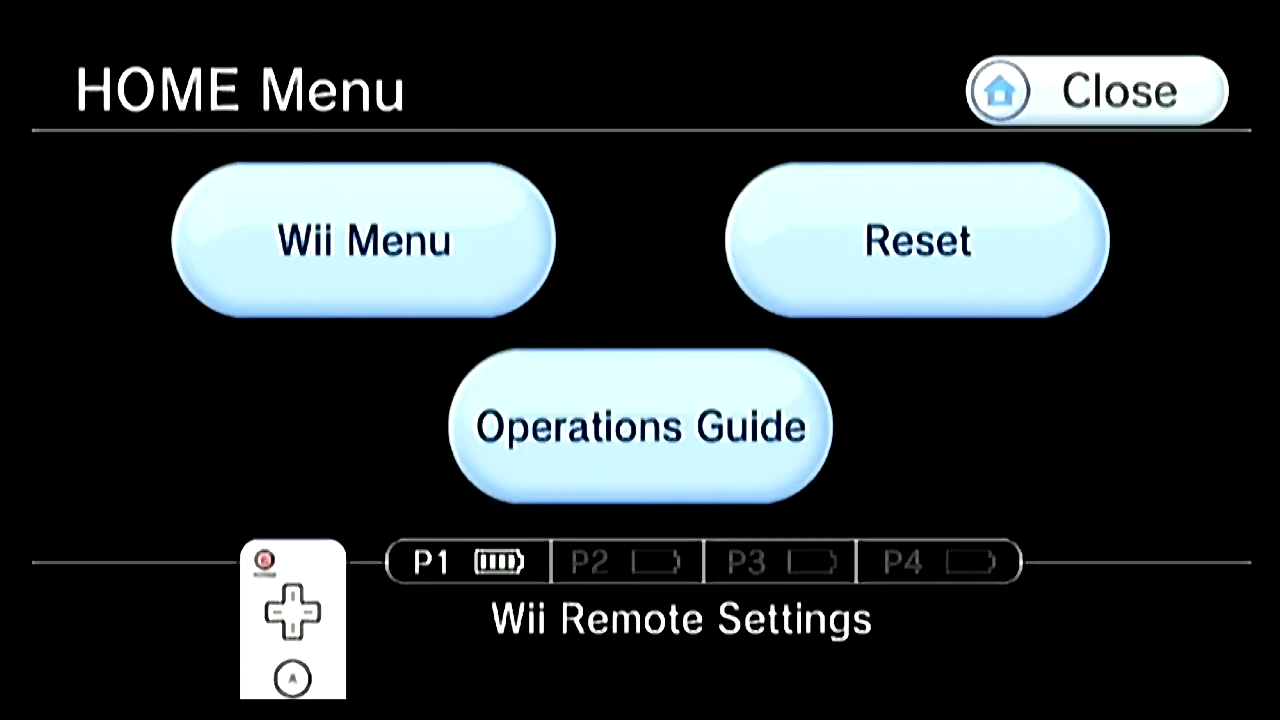 HOME Menu
Close
Wii Menu
Reset
Operations Guide
P1
P2
P3
P4
Wii Remote Settings
A